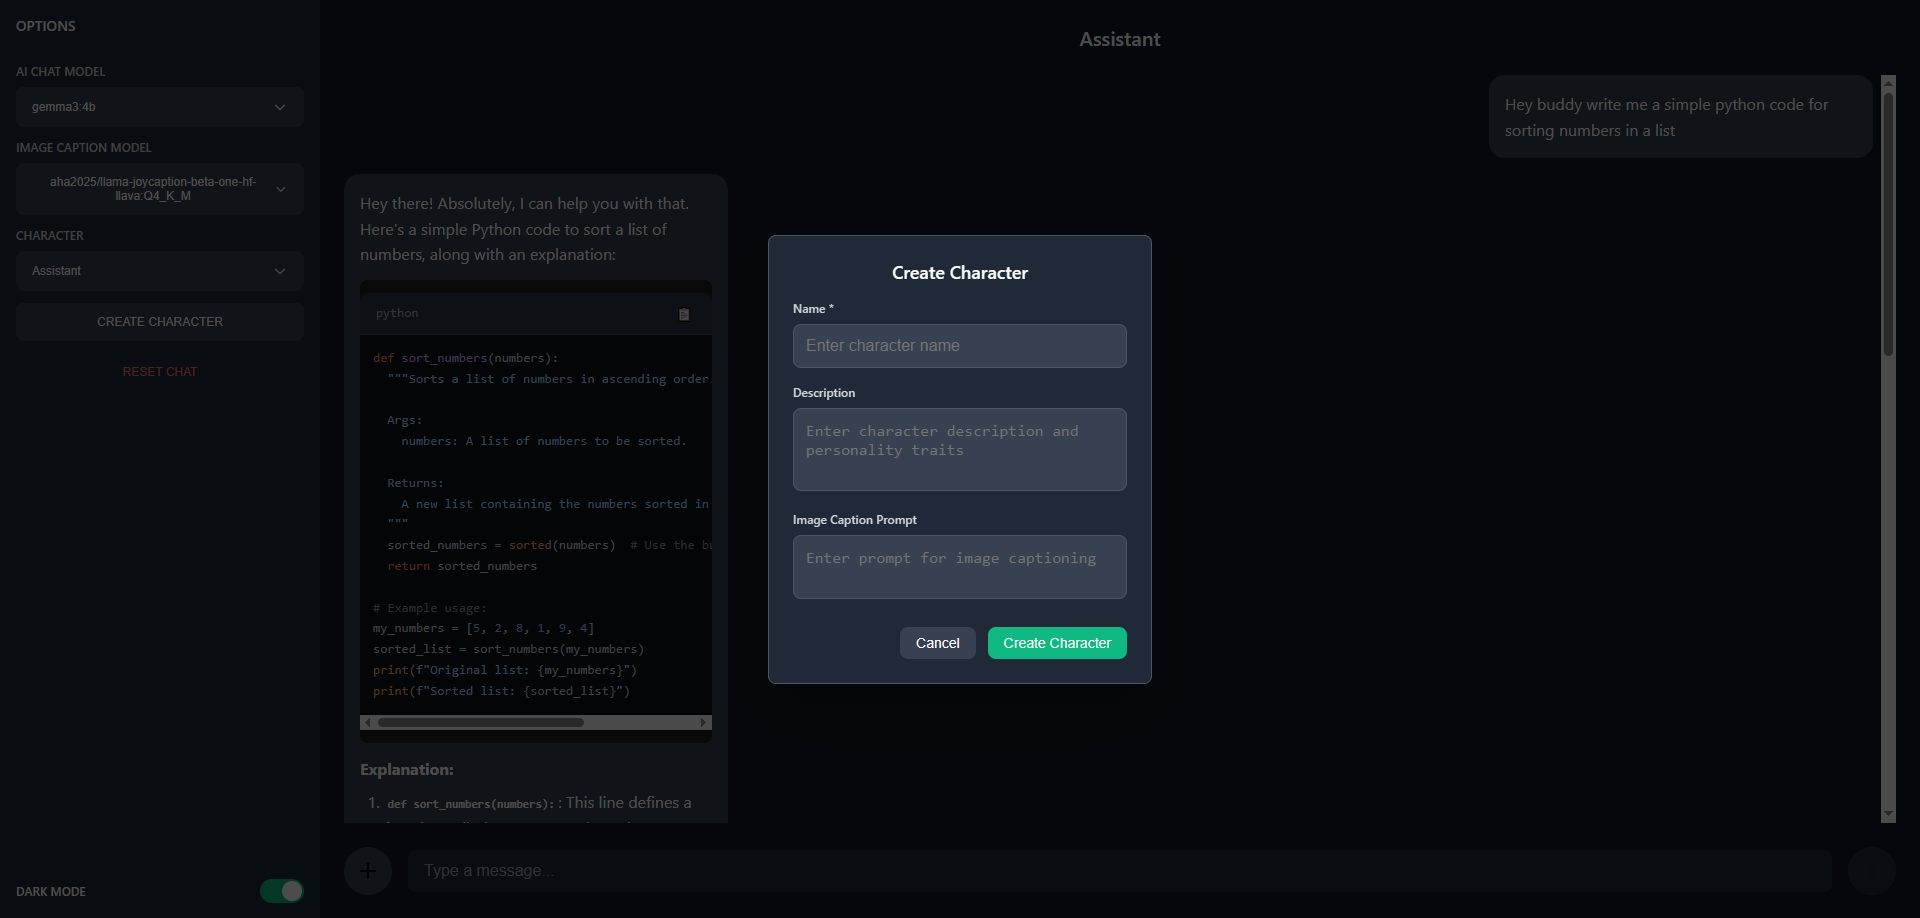 OPTIONS
AI CHAT MODEL
gemma3:4b
IMAGE CAPTION MODEL
aha2025/llama-joycaption-beta-one-hf-
llava:Q4_K_M
CHARACTER
Assistant
CREATE CHARACTER
RESET CHAT
DARK MODE
Assistant
Hey buddy write me a simple python code for
sorting numbers in a list
Hey there! Absolutely, I can help you with that.
Here's a simple Python code to sort a list of
numbers, along with an explanation:
python
def sort_numbers(numbers):
"""Sorts a list of numbers in ascending order.
Args:
numbers: A list of numbers to be sorted.
Returns:
A new list containing the numbers sorted in
"""
sorted_numbers = sorted(numbers)  # Use the
return sorted_numbers
# Example usage:
my_numbers = [5, 2, 8, 1, 9, 4]
sorted_list = sort_numbers(my_numbers)
print(f"Original list: {my_numbers}")
print(f"Sorted list: {sorted_list}")
Explanation:
1. def sort_numbers(numbers): : This line defines a
Create Character
Name *
Enter character name
Description
Enter character description and
personality traits
Image Caption Prompt
Enter prompt for image captioning
Cancel
Create Character
Type a message...